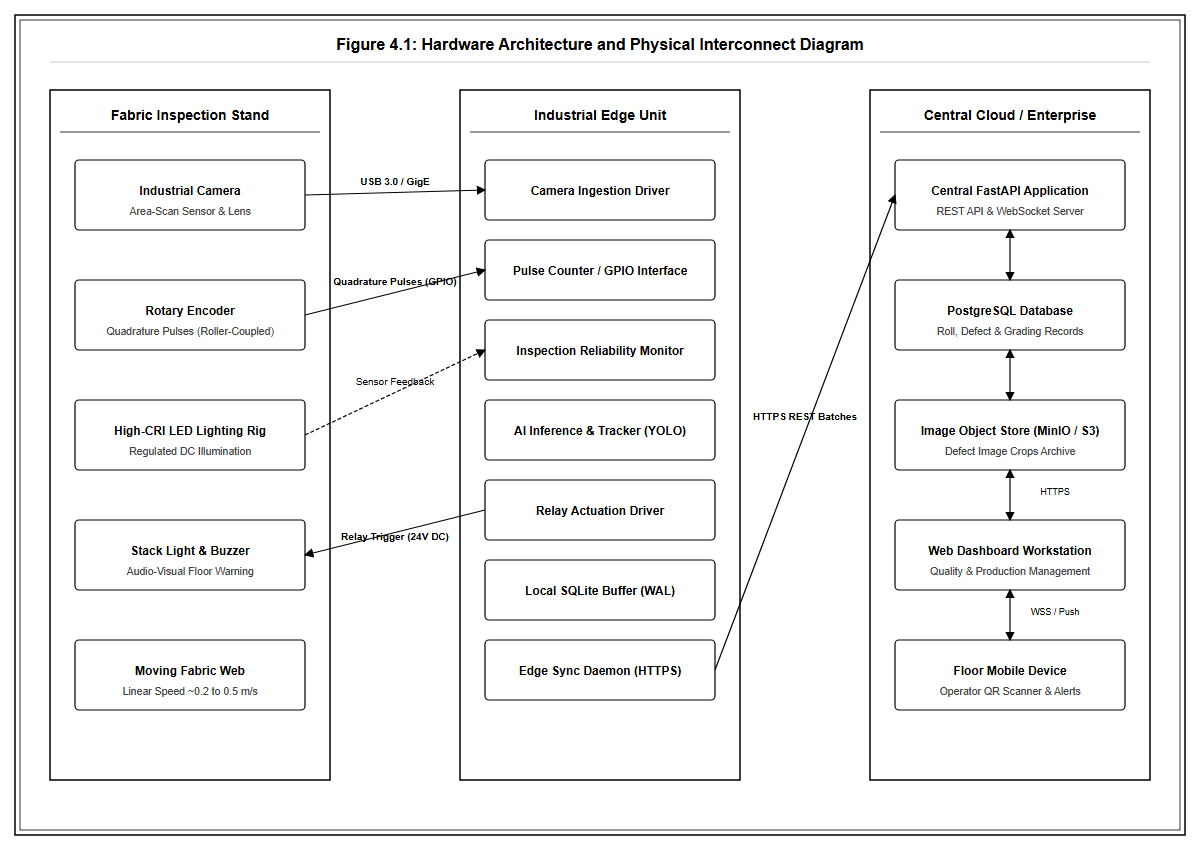 Figure 4.1: Hardware Architecture and Physical Interconnect Diagram
Fabric Inspection Stand
Industrial Camera
Area-Scan Sensor & Lens
Rotary Encoder
Quadrature Pulses (Roller-Coupled)
High-CRI LED Lighting Rig
Regulated DC Illumination
Stack Light & Buzzer
Audio-Visual Floor Warning
Moving Fabric Web
Linear Speed ~0.2 to 0.5 m/s
USB 3.0 / GigE
Quadrature Pulses (GPIO)
Sensor Feedback
Relay Trigger (24V DC)
Industrial Edge Unit
Camera Ingestion Driver
Pulse Counter / GPIO Interface
Inspection Reliability Monitor
AI Inference & Tracker (YOLO)
Relay Actuation Driver
Local SQLite Buffer (WAL)
Edge Sync Daemon (HTTPS)
HTTPS REST Batches
Central Cloud / Enterprise
Central FastAPI Application
REST API & WebSocket Server
PostgreSQL Database
Roll, Defect & Grading Records
Image Object Store (MinIO / S3)
Defect Image Crops Archive
HTTPS
Web Dashboard Workstation
Quality & Production Management
WSS / Push
Floor Mobile Device
Operator QR Scanner & Alerts